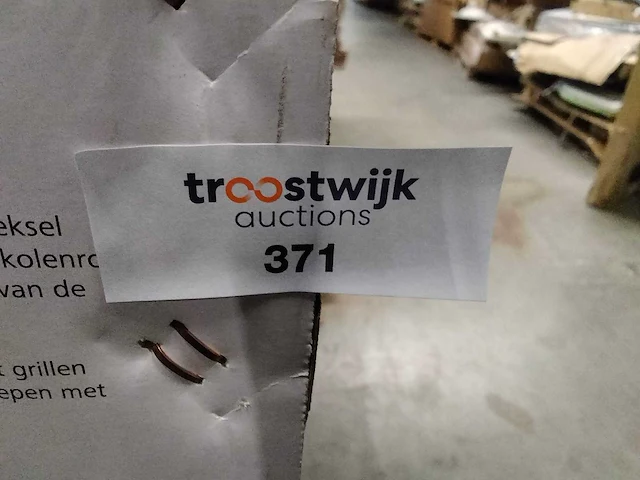 troostwijk
auctions
371
eksel
kolenro
van de
grillen
epen met